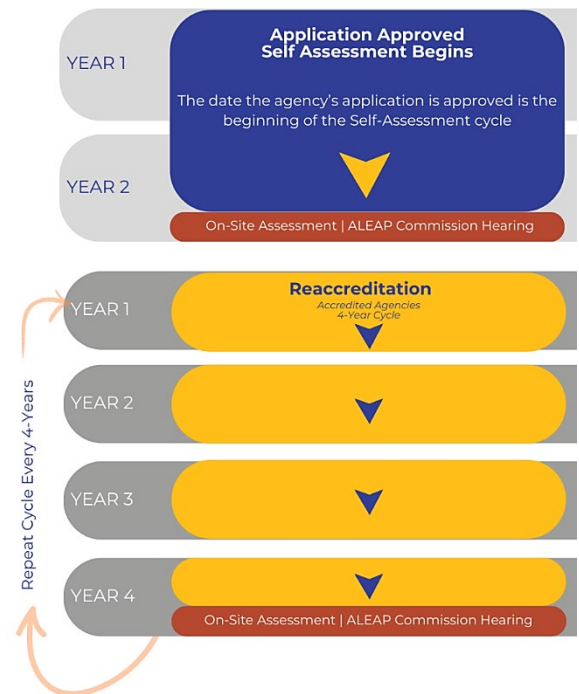 Application Approved
Self Assessment Begins
YEAR 1
The date the agency's application is approved is the
beginning of the Self-Assessment cycle
YEAR 2
On-Site Assessment | ALEAP Commission Hearing
Reaccreditation
Accredited Agencies
4-Year Cycle
YEAR 1
YEAR 2
YEAR 3
YEAR 4
On-Site Assessment | ALEAP Commission Hearing
Repeat Cycle Every 4-Years